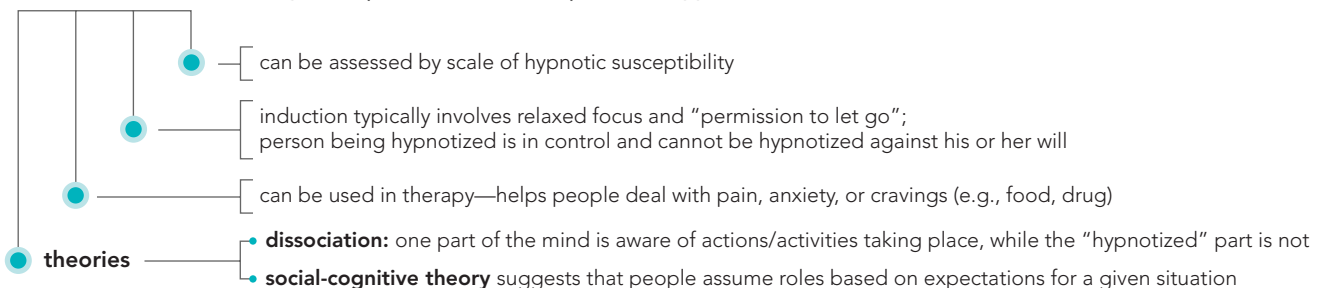 can be assessed by scale of hypnotic susceptibility
induction typically involves relaxed focus and “permission to let go”;
person being hypnotized is in control and cannot be hypnotized against his or her will
can be used in therapy—helps people deal with pain, anxiety, or cravings (e.g., food, drug)
theories
dissociation: one part of the mind is aware of actions/activities taking place, while the “hypnotized” part is not
social-cognitive theory suggests that people assume roles based on expectations for a given situation